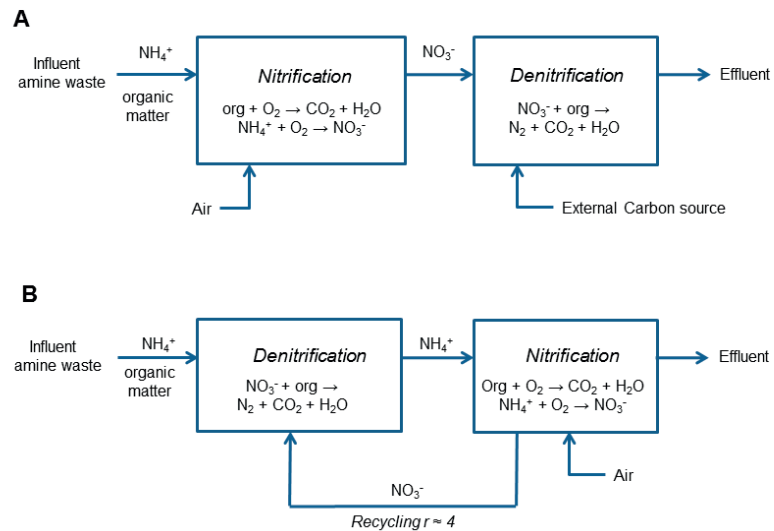 A
Influent
amine waste
NH₄⁺
organic
matter
Nitrification
org + O₂ → CO₂ + H₂O
NH₄⁺ + O₂ → NO₃⁻
Air
NO₃⁻
Denitrification
NO₃⁻ + org →
N₂ + CO₂ + H₂O
External Carbon source
Effluent
B
Influent
amine waste
NH₄⁺
organic
matter
Denitrification
NO₃⁻ + org →
N₂ + CO₂ + H₂O
NH₄⁺
Nitrification
Org + O₂ → CO₂ + H₂O
NH₄⁺ + O₂ → NO₃⁻
Effluent
Air
NO₃⁻
Recycling r ≈ 4